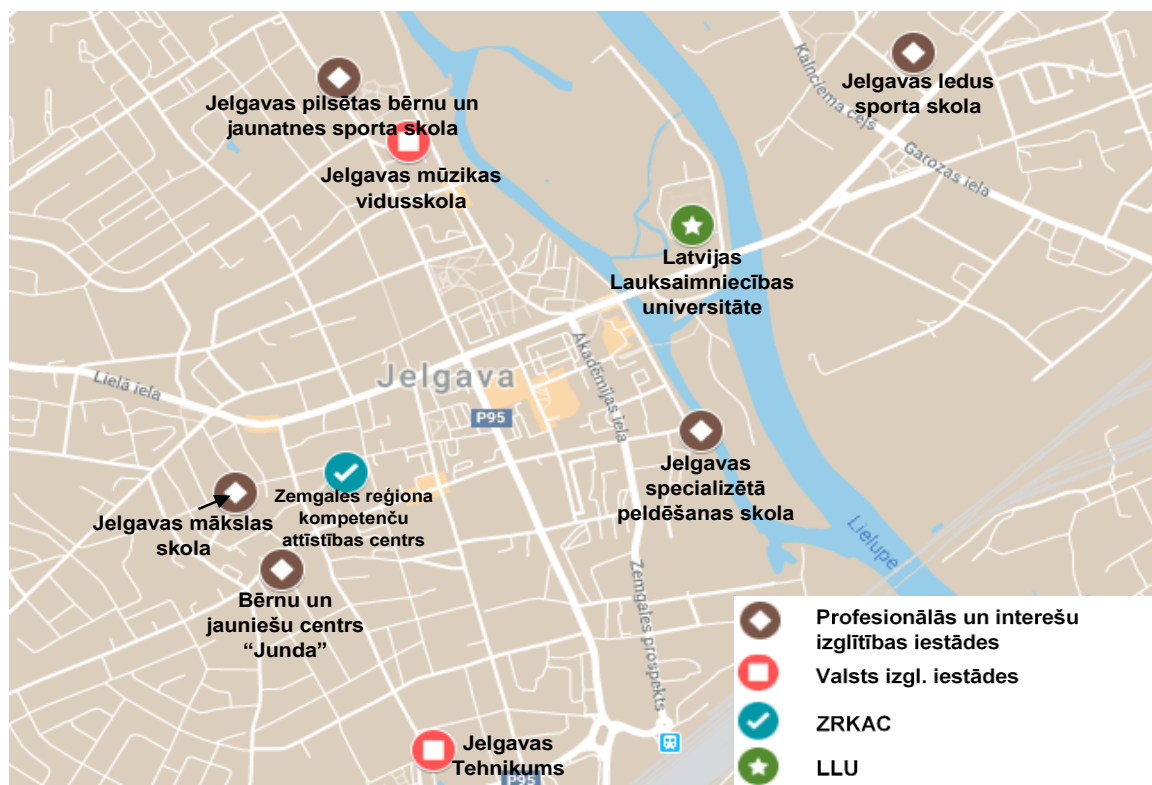 Jelgavas pilsētas bērnu un
jaunatnes sporta skola
Jelgavas mūzikas
vidusskola
Kalnciema ceļš
Jelgavas ledus
sporta skola
Garozas iela
Latvijas
Lauksaimniecības
universitāte
Akadēmijas iela
Jelgava
Lielā iela
P95
Jelgavas
specializētā
peldēšanas skola
Zemgales reģiona
kompetenču
attīstības centrs
Jelgavas mākslas
skola
Bērnu un
jauniešu centrs
“Junda”
Lielupe
Zemgales prospekts
Jelgavas
Tehnikums
P95
Profesionālās un interešu
izglītības iestādes
Valsts izgl. iestādes
ZRKAC
LLU